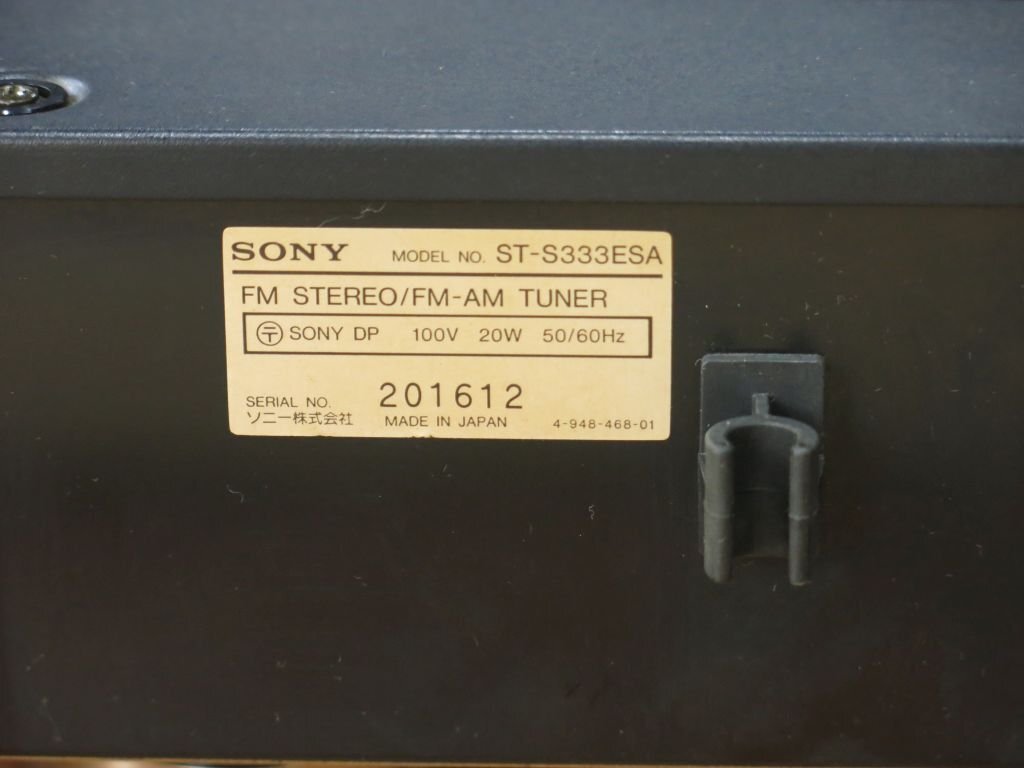 SONY MODEL NO. ST-S333ESA
FM STEREO/FM-AM TUNER
〒 SONY DP 100V 20W 50/60Hz
SERIAL NO. 201612
ソニー株式会社 MADE IN JAPAN 4-948-468-01